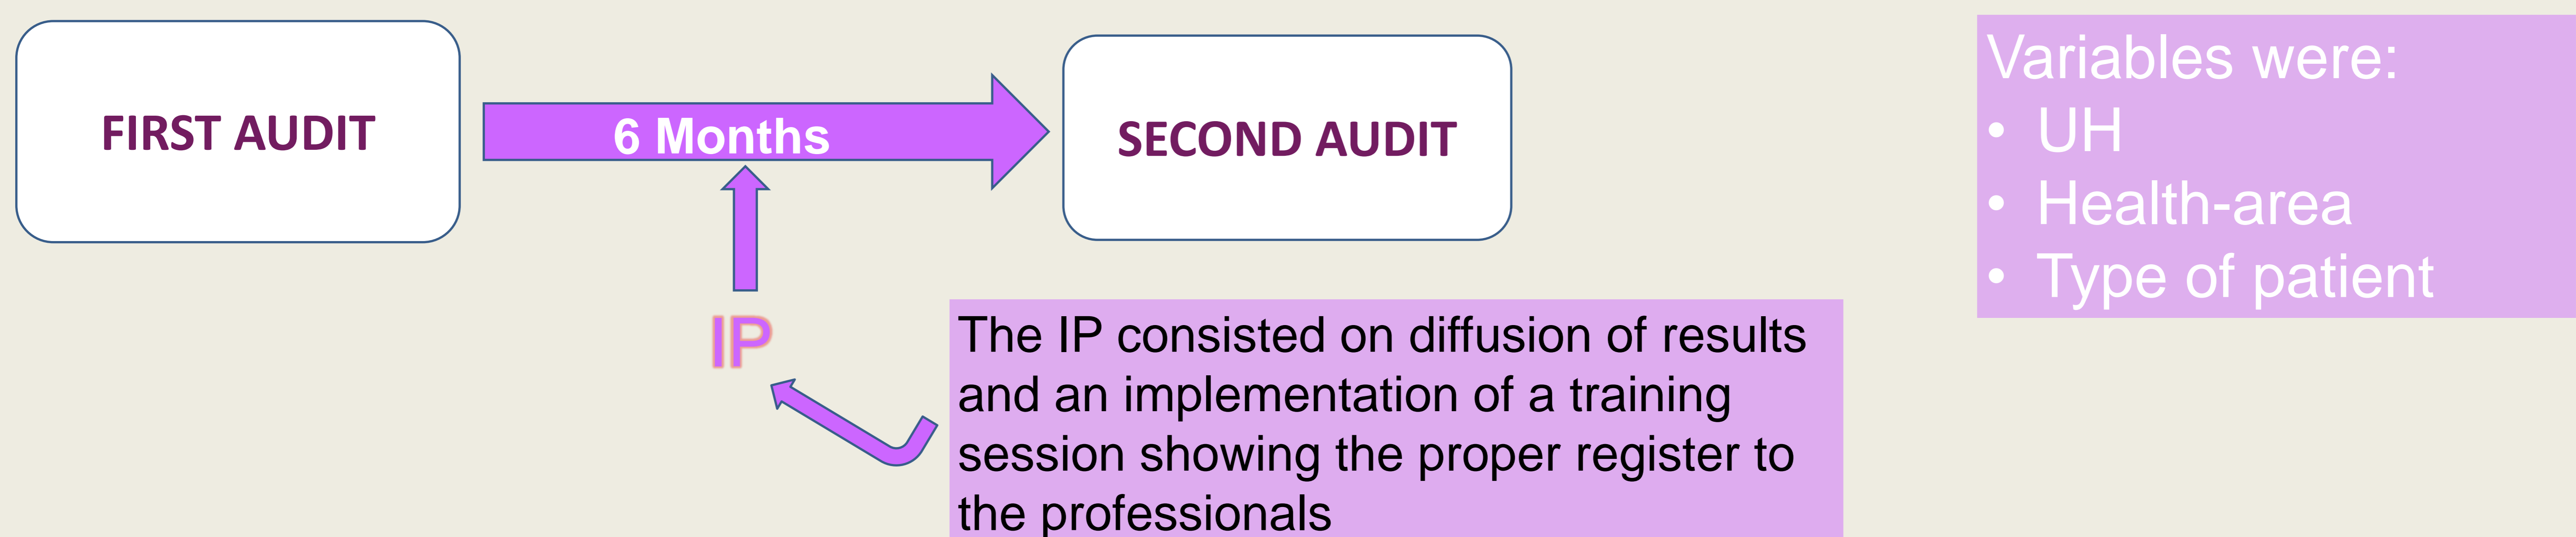 FIRST AUDIT
6 Months
SECOND AUDIT
IP
The IP consisted on diffusion of results
and an implementation of a training
session showing the proper register to
the professionals
Variables were:
• UH
• Health-area
• Type of patient